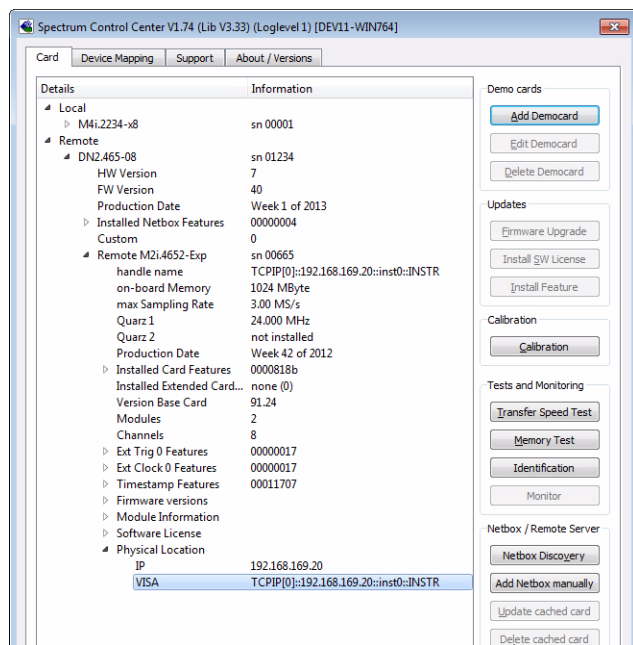 Spectrum Control Center V1.74 (Lib V3.33) (Loglevel 1) [DEV11-WIN764]
Card Device Mapping Support About / Versions
Details Information
Local
M4i.2234-x8 sn 00001
Remote
DN2.465-08 sn 01234
HW Version 7
FW Version 40
Production Date Week 1 of 2013
Installed Netbox Features 00000004
Custom 0
Remote M2i.4652-Exp sn 00665
handle name TCPIP[0]::192.168.169.20::inst0::INSTR
on-board Memory 1024 MByte
max Sampling Rate 3.00 MS/s
Quarz 1 24.000 MHz
Quarz 2 not installed
Production Date Week 42 of 2012
Installed Card Features 0000818b
Installed Extended Card... none (0)
Version Base Card 91.24
Modules 2
Channels 8
Ext Trig 0 Features 00000017
Ext Clock 0 Features 00000017
Timestamp Features 00011707
Firmware versions
Module Information
Software License
Physical Location
IP 192.168.169.20
VISA TCPIP[0]::192.168.169.20::inst0::INSTR
Demo cards
Add Democard
Edit Democard
Delete Democard
Updates
Firmware Upgrade
Install SW License
Install Feature
Calibration
Calibration
Tests and Monitoring
Transfer Speed Test
Memory Test
Identification
Monitor
Netbox / Remote Server
Netbox Discovery
Add Netbox manually
Update cached card
Delete cached card